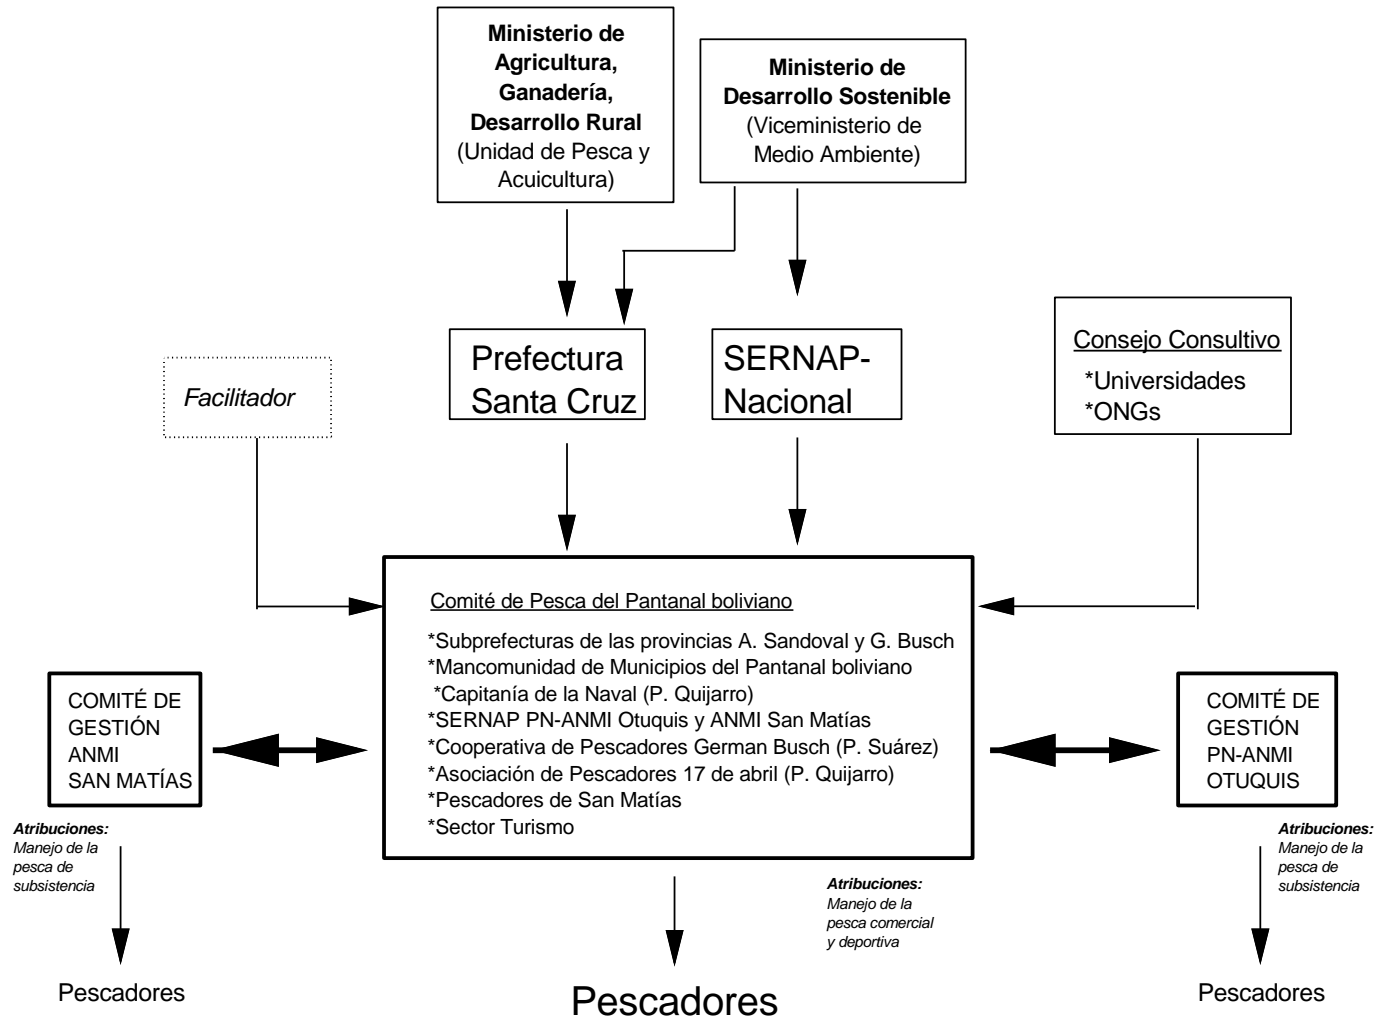 Ministerio de
Agricultura,
Ganadería,
Desarrollo Rural
(Unidad de Pesca y
Acuicultura)
Ministerio de
Desarrollo Sostenible
(Viceministerio de
Medio Ambiente)
Facilitador
Prefectura
Santa Cruz
SERNAP-
Nacional
Consejo Consultivo
*Universidades
*ONGs
Comité de Pesca del Pantanal boliviano
*Subprefecturas de las provincias A. Sandoval y G. Busch
*Mancomunidad de Municipios del Pantanal boliviano
*Capitanía de la Naval (P. Quijarro)
*SERNAP PN-ANMI Otuquis y ANMI San Matías
*Cooperativa de Pescadores German Busch (P. Suárez)
*Asociación de Pescadores 17 de abril (P. Quijarro)
*Pescadores de San Matías
*Sector Turismo
COMITÉ DE
GESTIÓN
ANMI
SAN MATÍAS
COMITÉ DE
GESTIÓN
PN-ANMI
OTUQUIS
Atribuciones:
Manejo de la
pesca de
subsistencia
Atribuciones:
Manejo de la
pesca comercial
y deportiva
Atribuciones:
Manejo de la
pesca de
subsistencia
Pescadores
Pescadores
Pescadores